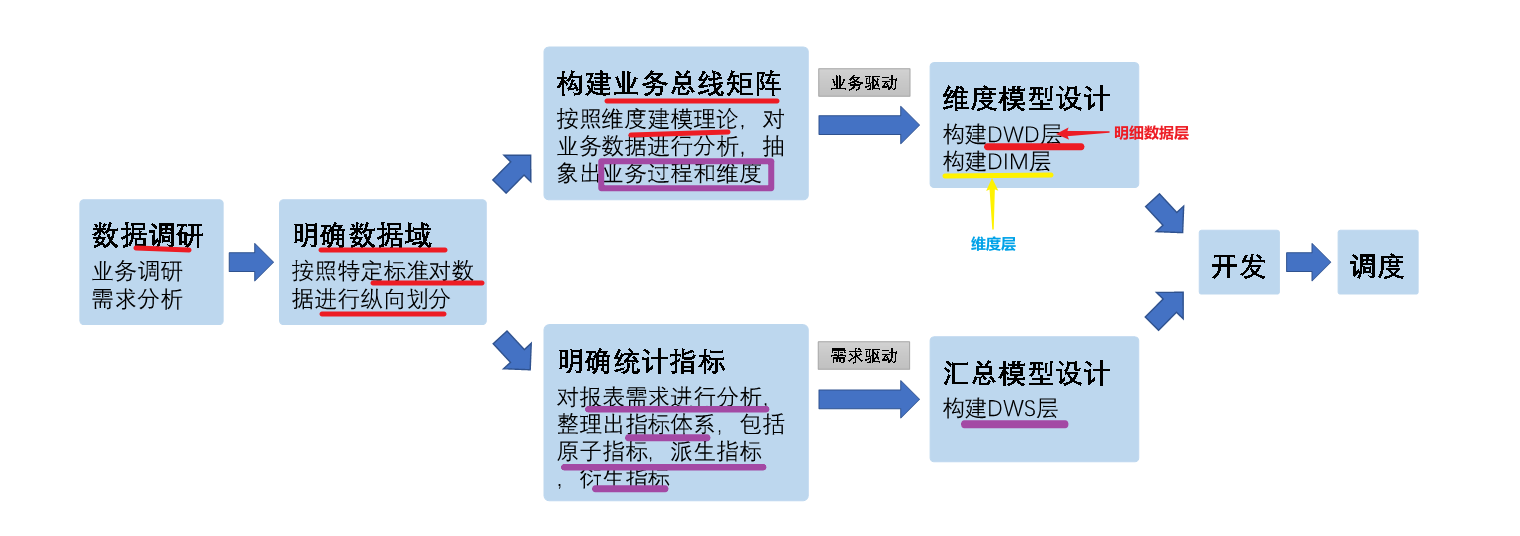 数据调研
业务调研
需求分析
明确数据域
按照特定标准对数
据进行纵向划分
构建业务总线矩阵
按照维度建模理论，对
业务数据进行分析，抽
象出业务过程和维度
业务驱动
维度模型设计
构建DWD层
明细数据层
构建DIM层
维度层
明确统计指标
对报表需求进行分析，
整理出指标体系，包括
原子指标，派生指标
，衍生指标
需求驱动
汇总模型设计
构建DWS层
开发
调度